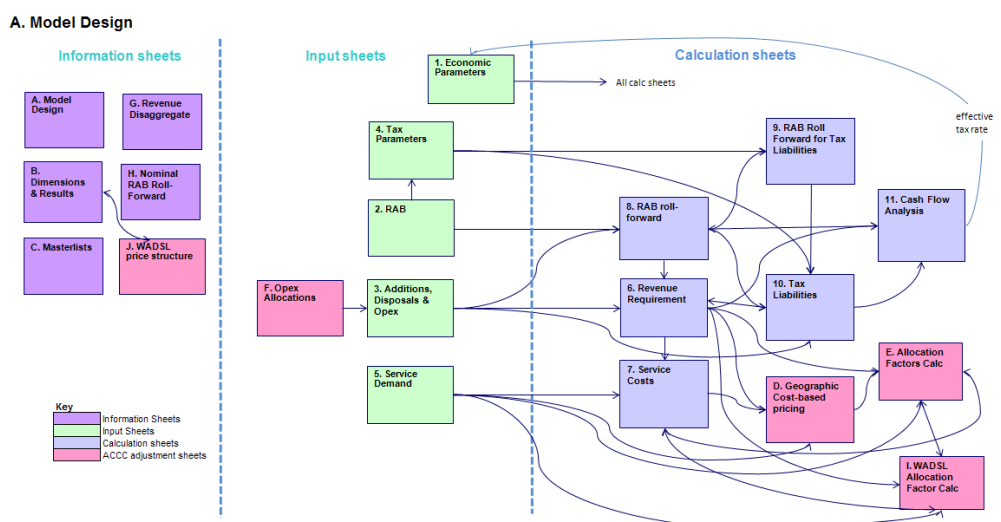 A. Model Design
Information sheets
Input sheets
Calculation sheets
1. Economic
Parameters
All calc sheets
effective
tax rate
A. Model
Design
G. Revenue
Disaggregate
4. Tax
Parameters
9. RAB Roll
Forward for Tax
Liabilities
B.
Dimensions
& Results
H. Nominal
RAB Roll-
Forward
2. RAB
8. RAB roll-
forward
11. Cash Flow
Analysis
C. Masterlists
J. WADSL
price structure
F. Opex
Allocations
3. Additions,
Disposals &
Opex
6. Revenue
Requirement
10. Tax
Liabilities
5. Service
Demand
7. Service
Costs
D. Geographic
Cost-based
pricing
E. Allocation
Factors Calc
I. WADSL
Allocation
Factor Calc
Key
Information Sheets
Input Sheets
Calculation sheets
ACCC adjustment sheets